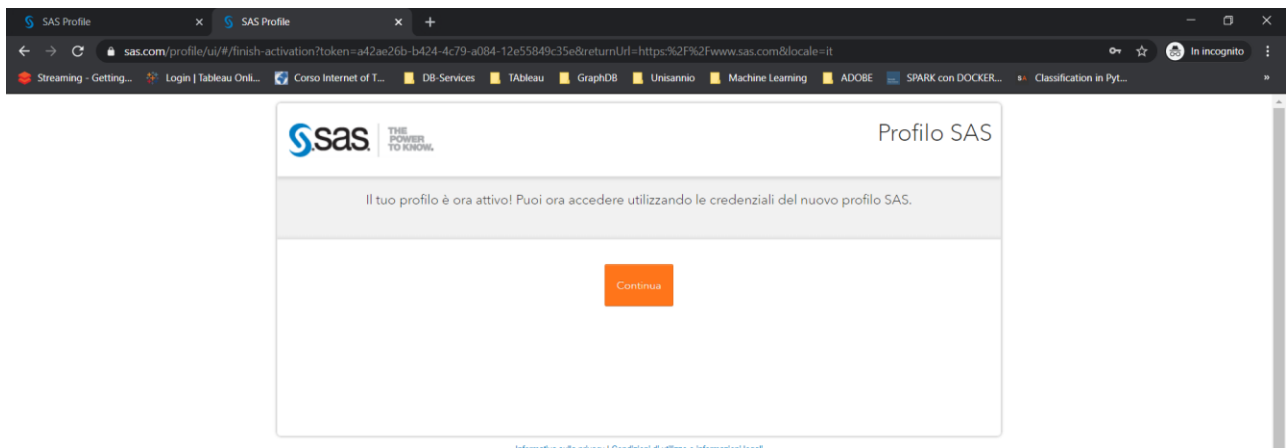 SAS Profile
SAS Profile
sas.com/profile/ui/#/finish-activation?token=a42ae26b-b424-4c79-a084-12e55849c35e&returnUrl=https:%2F%2Fwww.sas.com&locale=it
In incognito
Streaming - Getting...
Login | Tableau Onli...
Corso Internet of T...
DB-Services
TAbleau
GraphDB
Unisannio
Machine Learning
ADOBE
SPARK con DOCKER...
Classification in Pyt...
»
sas
THE
POWER
TO KNOW.
Profilo SAS
Il tuo profilo è ora attivo! Puoi ora accedere utilizzando le credenziali del nuovo profilo SAS.
Continua